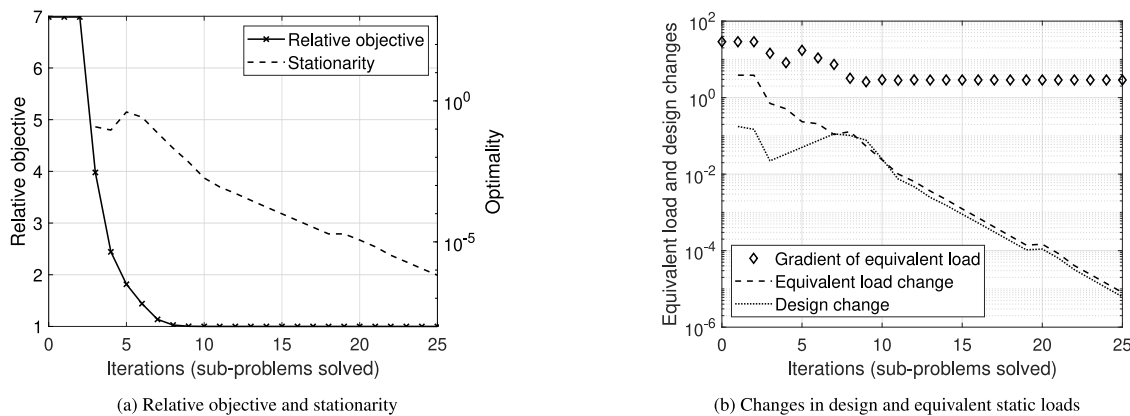 7
6
5
4
3
2
1
Relative objective
Relative objective
Stationarity
10^0
10^-5
Optimality
0 5 10 15 20 25
Iterations (sub-problems solved)
(a) Relative objective and stationarity
10^2
10^0
10^-2
10^-4
10^-6
Equivalent load and design changes
Gradient of equivalent load
Equivalent load change
Design change
0 5 10 15 20 25
Iterations (sub-problems solved)
(b) Changes in design and equivalent static loads